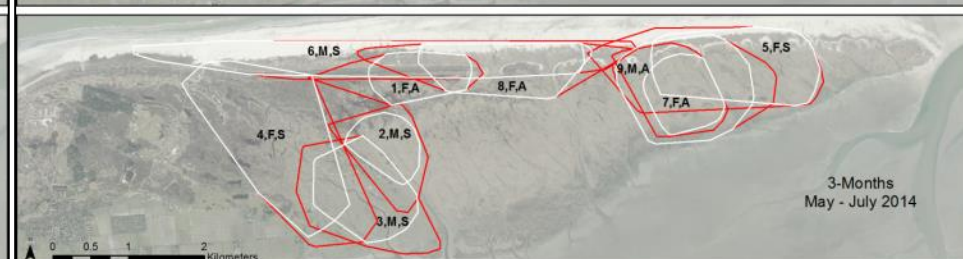 6,M,S
5,F,S
9,M,A
1,F,A
8,F,A
7,F,A
4,F,S
2,M,S
3,M,S
3-Months
May - July 2014
0 0.5 1 2
Kilometers